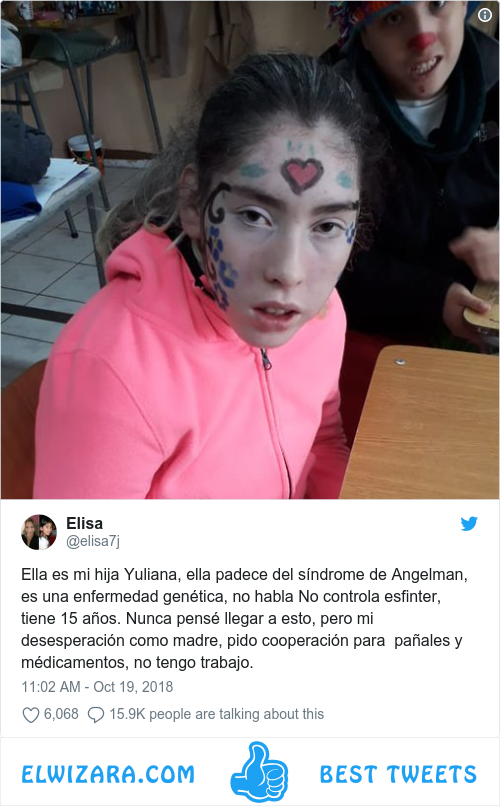 Elisa
@elisa7j
Ella es mi hija Yuliana, ella padece del síndrome de Angelman,
es una enfermedad genética, no habla No controla esfinter,
tiene 15 años. Nunca pensé llegar a esto, pero mi
desesperación como madre, pido cooperación para  pañales y
médicamentos, no tengo trabajo.
11:02 AM - Oct 19, 2018
6,068 15.9K people are talking about this
ELWIZARA.COM BEST TWEETS